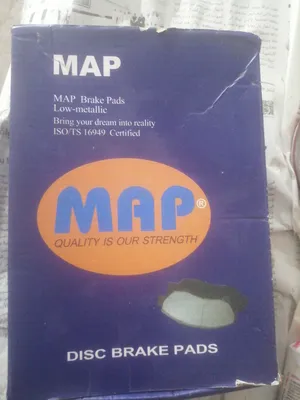 MAP
MAP Brake Pads
Low-metallic
Bring your dream into reality
ISO/TS 16949 Certified
MAP®
QUALITY IS OUR STRENGTH
DISC BRAKE PADS